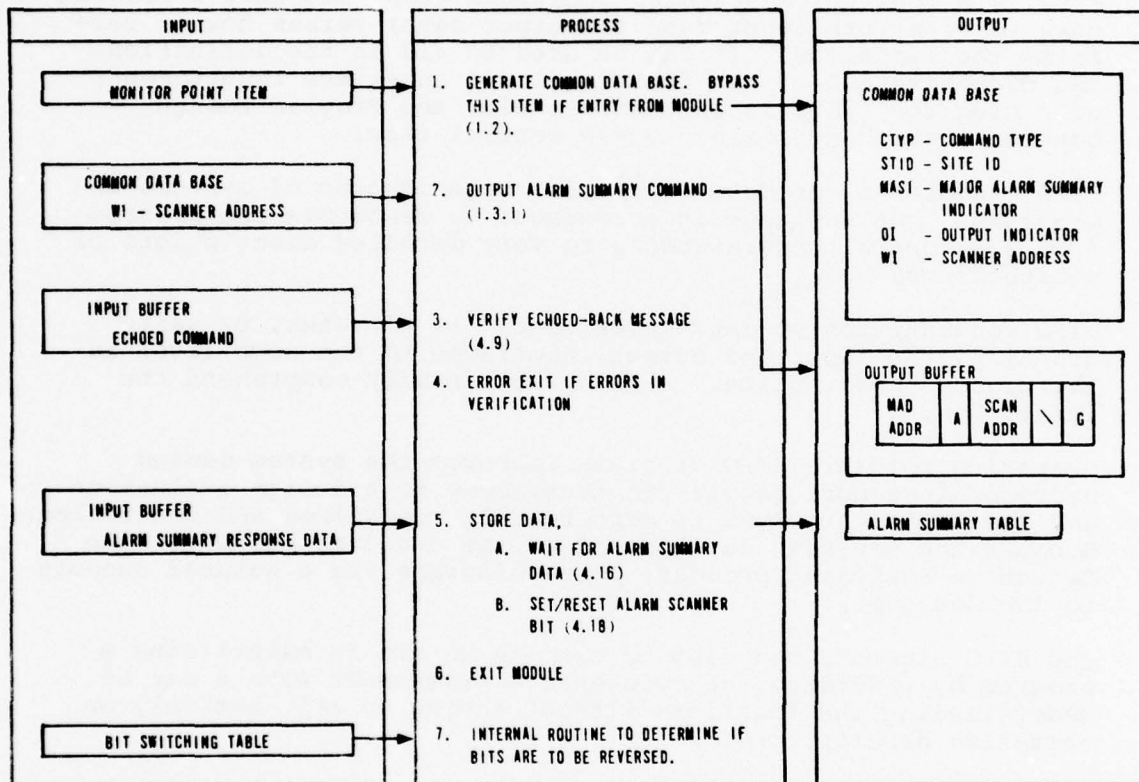 INPUT
PROCESS
OUTPUT
MONITOR POINT ITEM
COMMON DATA BASE
WI - SCANNER ADDRESS
INPUT BUFFER
ECHOED COMMAND
INPUT BUFFER
ALARM SUMMARY RESPONSE DATA
BIT SWITCHING TABLE
1. GENERATE COMMON DATA BASE. BYPASS
THIS ITEM IF ENTRY FROM MODULE
(1.2).
7. OUTPUT ALARM SUMMARY COMMAND
(1.3.1)
3. VERIFY ECHOED-BACK MESSAGE
(4.9)
4. ERROR EXIT IF ERRORS IN
VERIFICATION
5. STORE DATA,
A. WAIT FOR ALARM SUMMARY
DATA (4.16)
B. SET/RESET ALARM SCANNER
BIT (4.18)
6. EXIT MODULE
7. INTERNAL ROUTINE TO DETERMINE IF
BITS ARE TO BE REVERSED.
COMMON DATA BASE
CTYP - COMMAND TYPE
STID - SITE ID
MASI - MAJOR ALARM SUMMARY
INDICATOR
OI - OUTPUT INDICATOR
WI - SCANNER ADDRESS
OUTPUT BUFFER
MAD
ADDR
A
SCAN
ADDR
\
G
ALARM SUMMARY TABLE